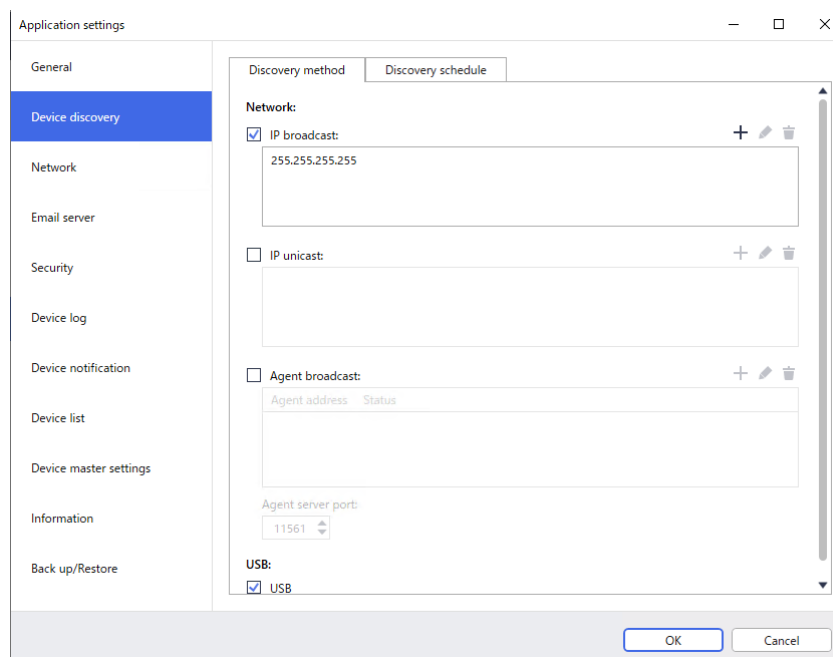 Application settings
General
Device discovery
Network
Email server
Security
Device log
Device notification
Device list
Device master settings
Information
Back up/Restore
Discovery method
Discovery schedule
Network:
IP broadcast:
255.255.255.255
IP unicast:
Agent broadcast:
Agent address Status
Agent server port:
11561
USB:
USB
OK
Cancel